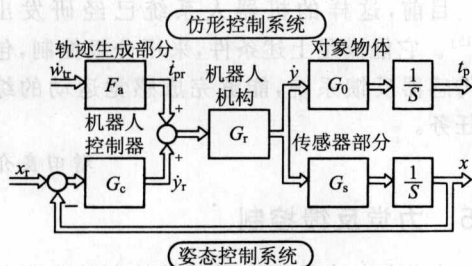 仿形控制系统
轨迹生成部分
ẇtr
Fa
i̇pr
机器人
机构
Gr
ẏ
对象物体
G0
1/S
tp
机器人
控制器
xr
Gc
ẏr
+
+
−
传感器部分
Gs
1/S
x
姿态控制系统